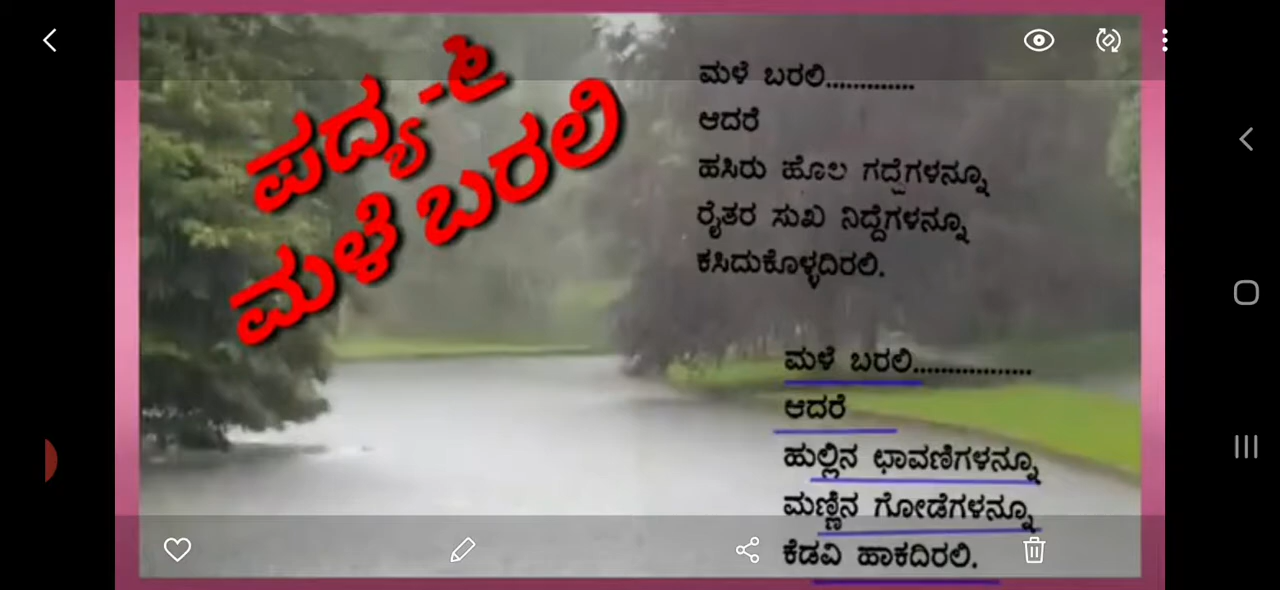 ಪದ್ಯ -೭
ಮಳೆ ಬರಲಿ
ಮಳೆ ಬರಲಿ.............
ಆದರೆ
ಹಸಿರು ಹೊಲ ಗದ್ದೆಗಳನ್ನೂ
ರೈತರ ಸುಖ ನಿದ್ದೆಗಳನ್ನೂ
ಕಸಿದುಕೊಳ್ಳದಿರಲಿ.
ಮಳೆ ಬರಲಿ.................
ಆದರೆ
ಹುಲ್ಲಿನ ಛಾವಣಿಗಳನ್ನೂ
ಮಣ್ಣಿನ ಗೋಡೆಗಳನ್ನೂ
ಕೆಡವಿ ಹಾಕದಿರಲಿ.